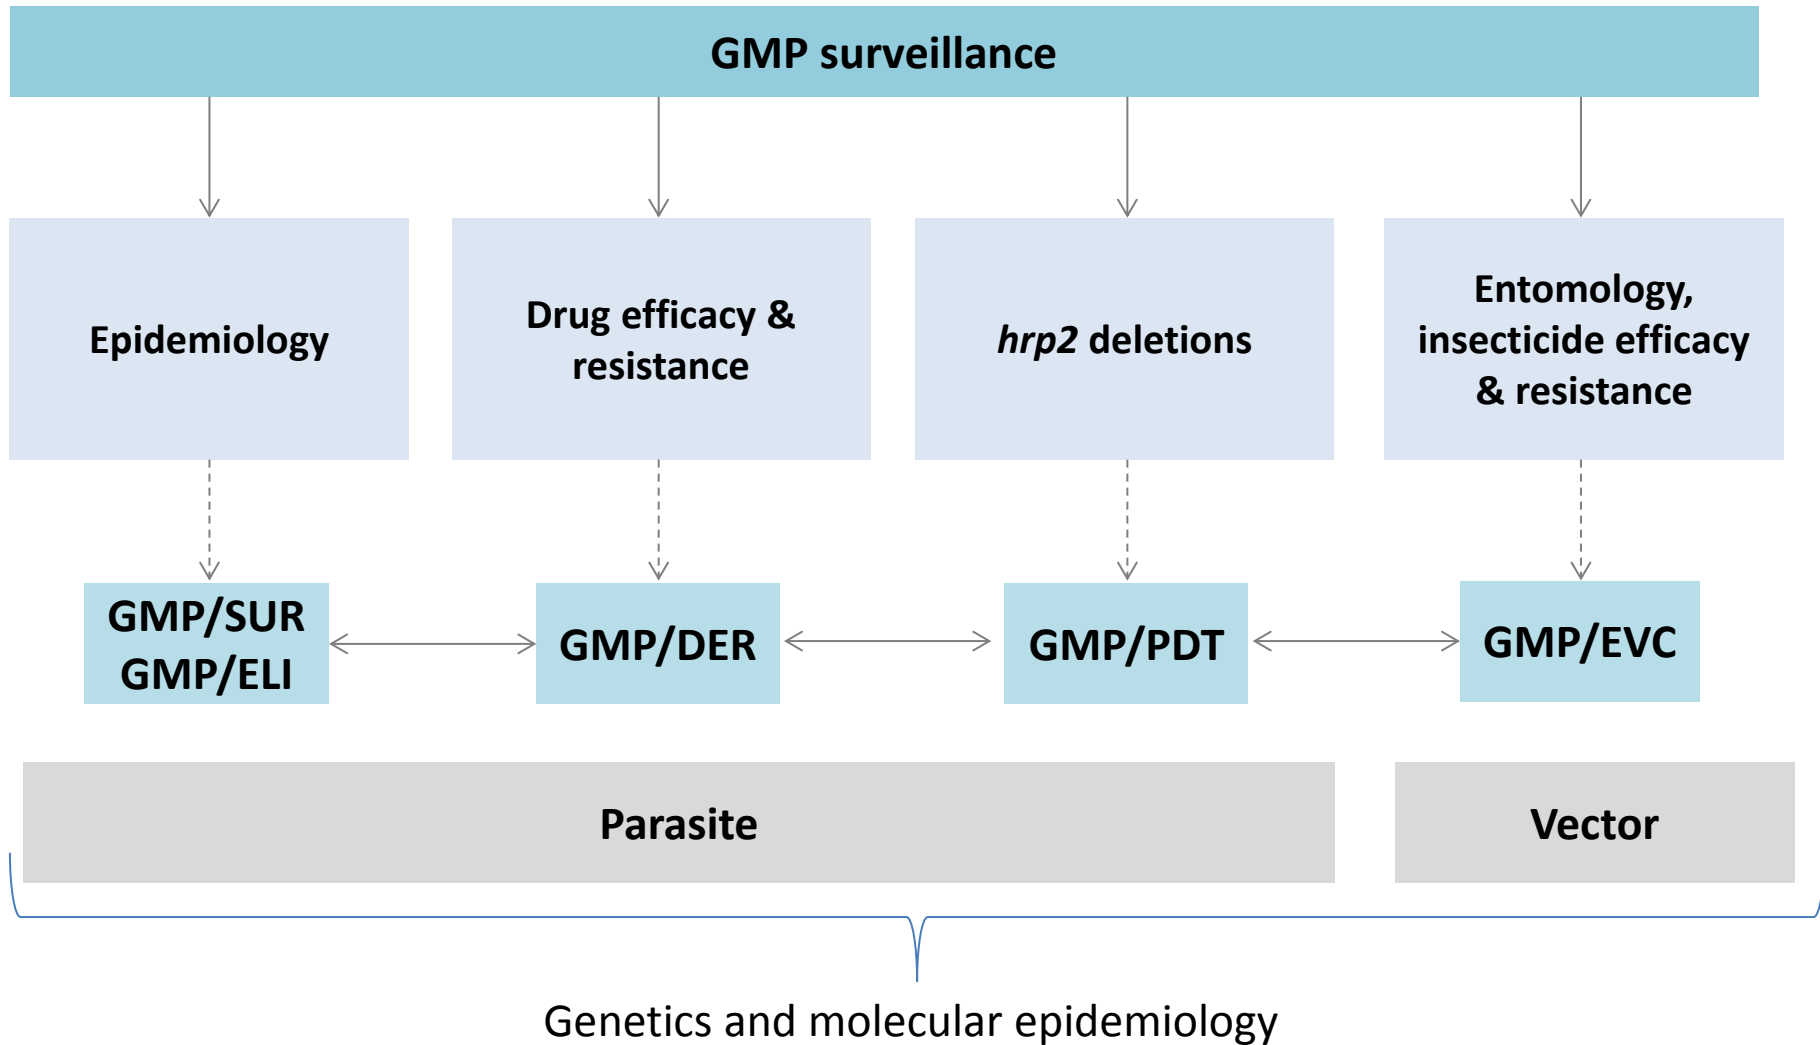 GMP surveillance
Epidemiology
Drug efficacy &
resistance
hrp2 deletions
Entomology,
insecticide efficacy
& resistance
GMP/SUR
GMP/ELI
GMP/DER
GMP/PDT
GMP/EVC
Parasite
Vector
Genetics and molecular epidemiology